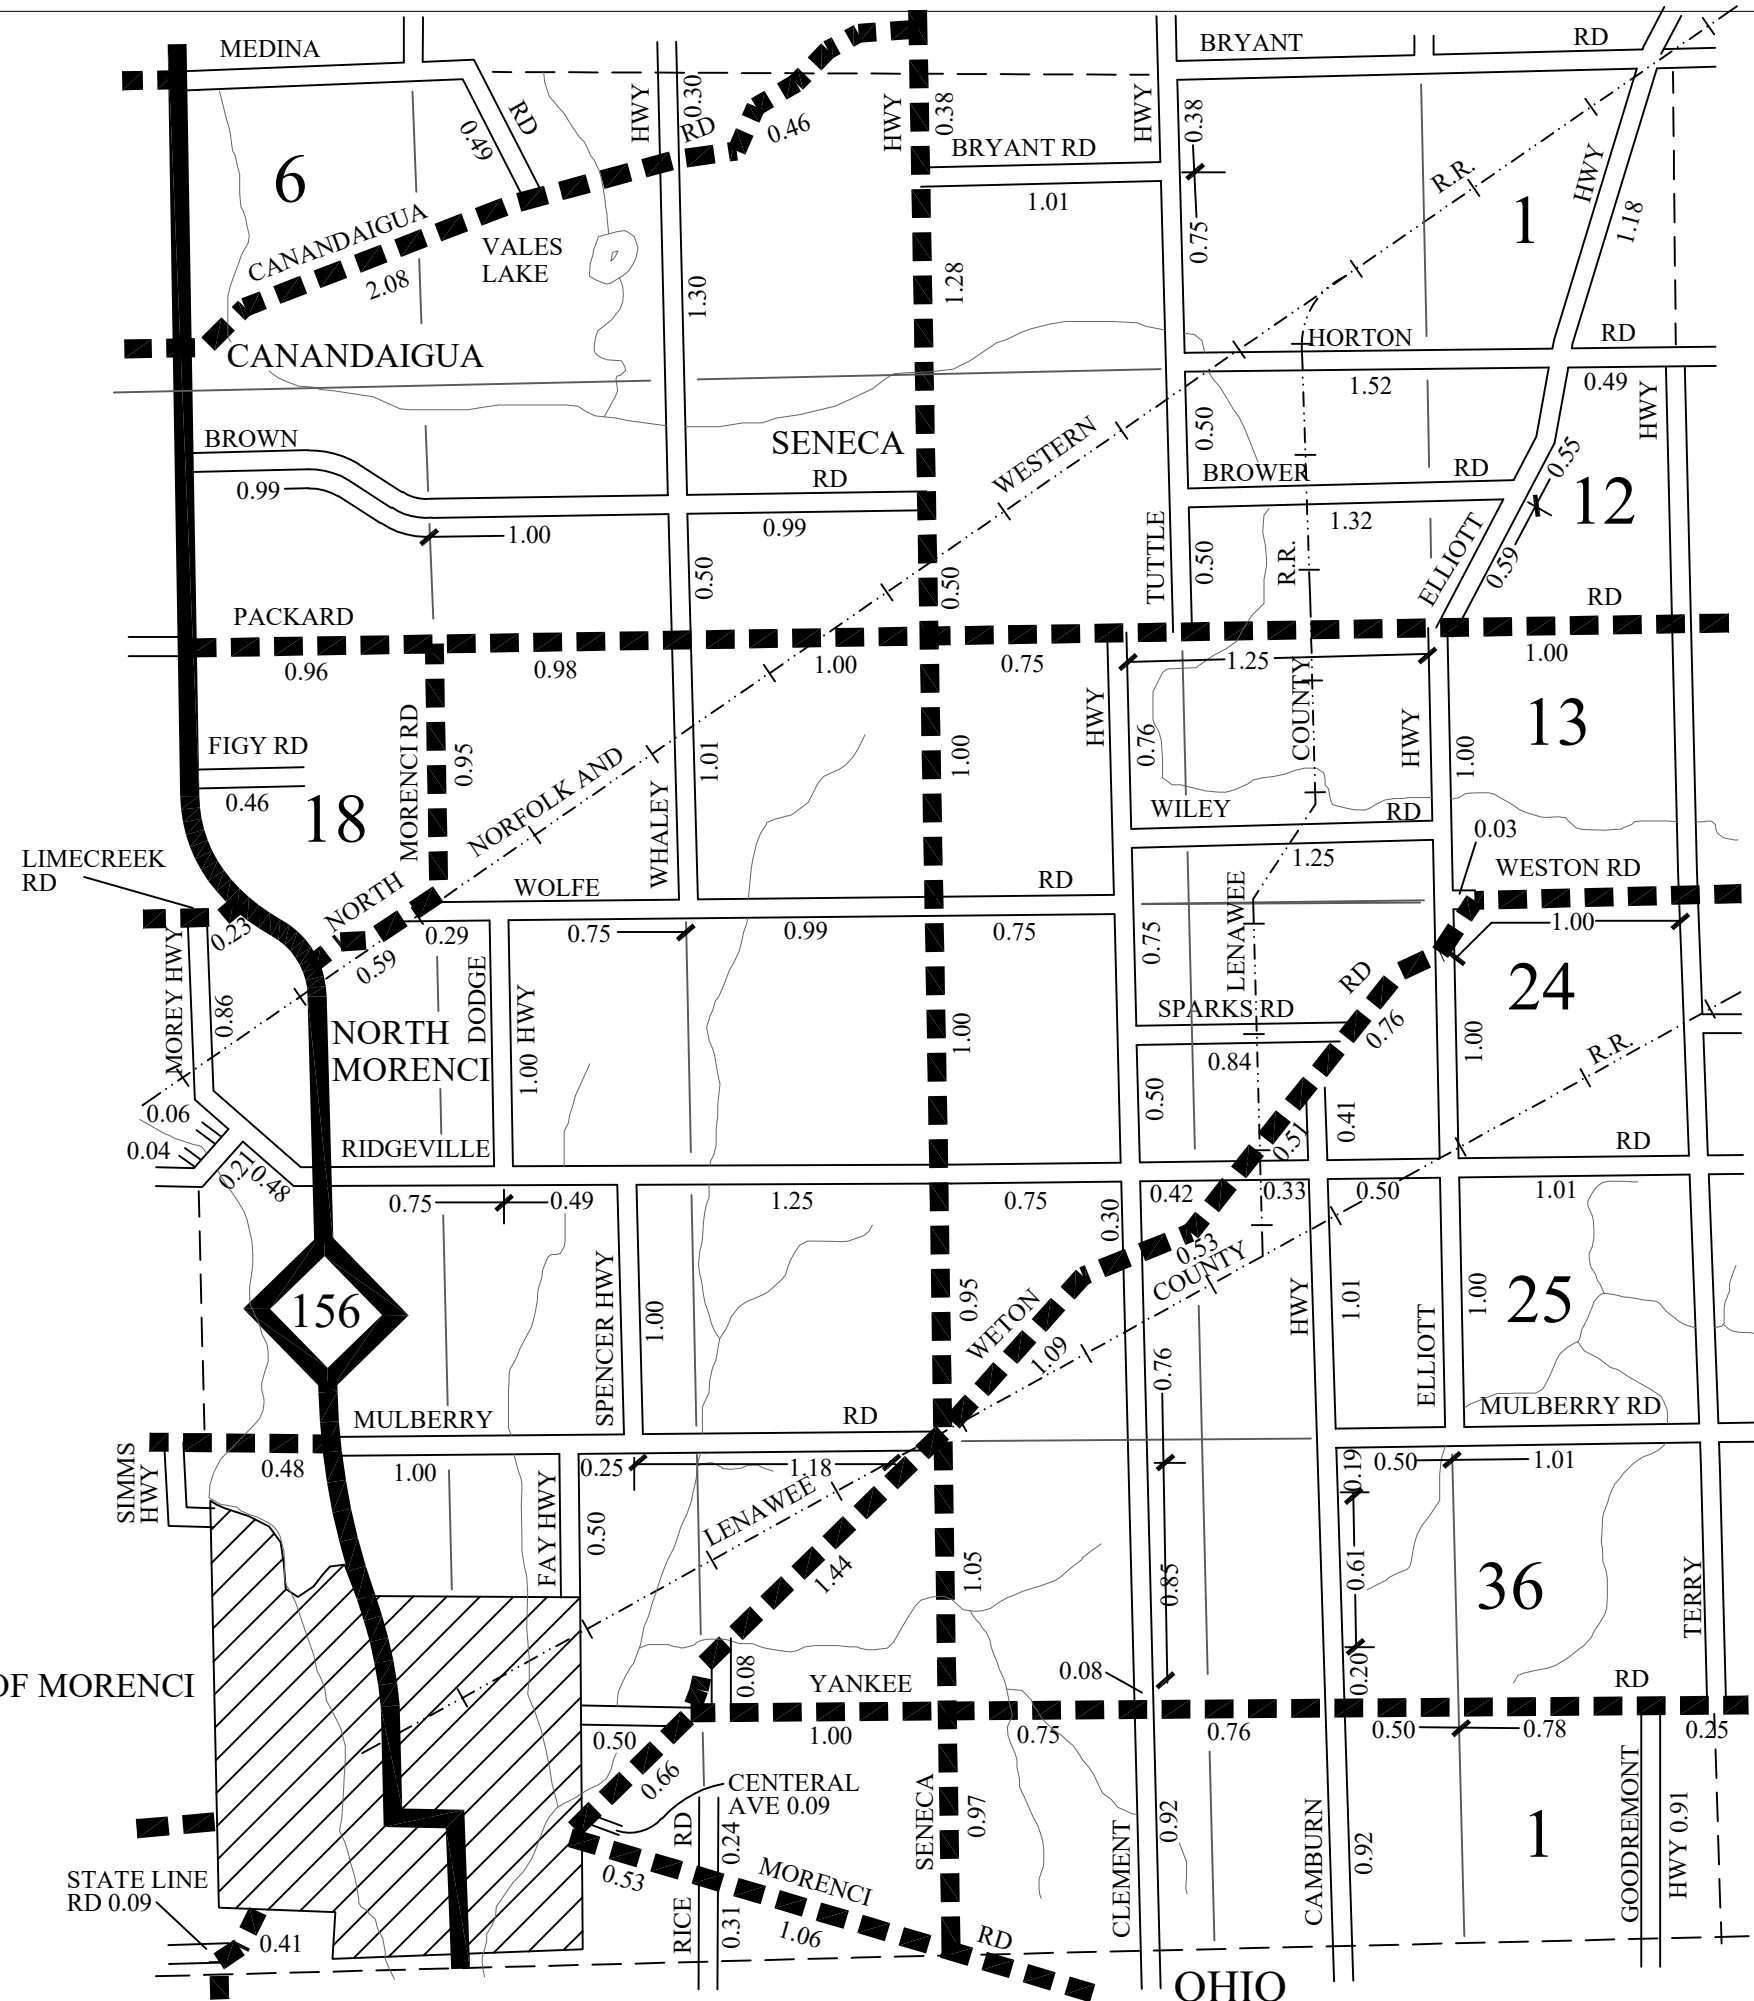 MEDINA
RD
BRYANT
RD
HWY
0.30
RD
0.46
HWY
0.38
HWY
0.38
BRYANT RD
1.01
0.49
6
R.R.
HWY
1
1.18
0.75
CANANDAIGUA
2.08
VALES
LAKE
1.30
1.28
CANANDAIGUA
HORTON
RD
1.52
0.49
HWY
BROWN
SENECA
RD
WESTERN
0.50
BROWER
RD
0.55
0.99
1.00
0.99
1.32
12
TUTTLE
0.50
R.R.
ELLIOTT
0.59
0.50
0.50
PACKARD
RD
0.96
0.98
1.00
0.75
1.25
1.00
MORENCI RD
0.95
HWY
0.76
COUNTY
HWY
1.00
13
FIGY RD
0.46
18
NORFOLK AND
1.01
1.00
WHALEY
WILEY
RD
1.25
0.03
LIMECREEK
RD
NORTH
WOLFE
RD
WESTON RD
0.23
0.59
0.29
0.75
0.99
0.75
0.75
LENAWEE
1.00
MOREY HWY
0.86
DODGE
1.00 HWY
1.00
RD
24
NORTH
MORENCI
SPARKS RD
0.76
0.84
1.00
R.R.
0.06
0.04
0.50
0.41
0.51
RIDGEVILLE
RD
0.21
0.48
0.75
0.49
1.25
0.75
0.30
0.42
0.33
0.50
1.01
0.53
COUNTY
156
SPENCER HWY
1.00
0.95
WETON
1.09
HWY
1.01
ELLIOTT
1.00
25
0.76
MULBERRY
RD
MULBERRY RD
SIMMS
HWY
0.48
1.00
0.25
1.18
0.19
0.50
1.01
FAY HWY
0.50
LENAWEE
1.44
1.05
0.85
0.61
36
TERRY
OF MORENCI
0.08
YANKEE
0.08
0.20
RD
0.50
1.00
0.75
0.76
0.50
0.78
0.25
0.66
CENTERAL
AVE 0.09
RD
0.24
SENECA
0.97
CLEMENT
0.92
CAMBURN
0.92
1
GOODREMONT
HWY 0.91
STATE LINE
RD 0.09
0.41
0.53
MORENCI
1.06
RICE
0.31
RD
OHIO